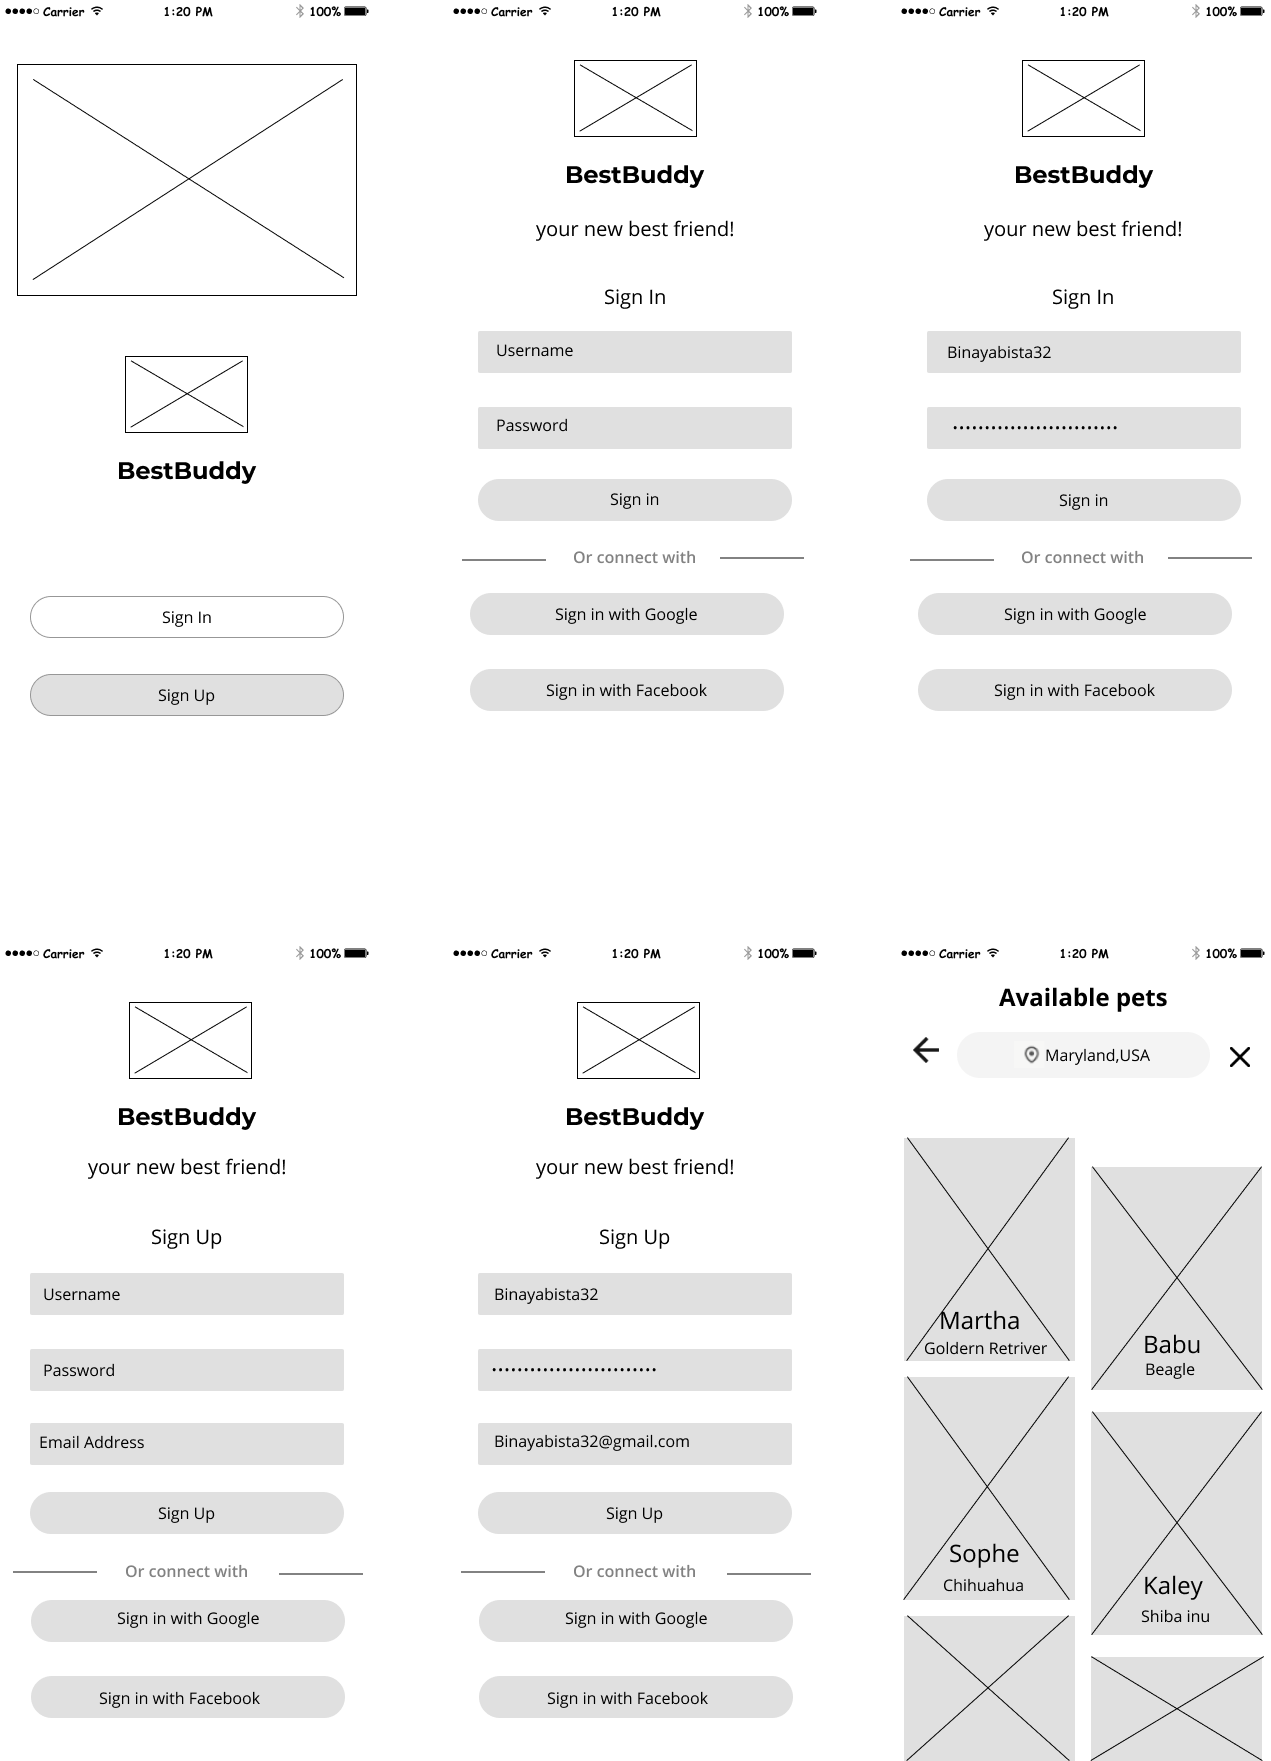 Carrier 1:20 PM 100%
BestBuddy
Sign In
Sign Up
Carrier 1:20 PM 100%
BestBuddy
your new best friend!
Sign In
Username
Password
Sign in
Or connect with
Sign in with Google
Sign in with Facebook
Carrier 1:20 PM 100%
BestBuddy
your new best friend!
Sign In
Binayabista32
Sign in
Or connect with
Sign in with Google
Sign in with Facebook
Carrier 1:20 PM 100%
BestBuddy
your new best friend!
Sign Up
Username
Password
Email Address
Sign Up
Or connect with
Sign in with Google
Sign in with Facebook
Carrier 1:20 PM 100%
BestBuddy
your new best friend!
Sign Up
Binayabista32
Binayabista32@gmail.com
Sign Up
Or connect with
Sign in with Google
Sign in with Facebook
Carrier 1:20 PM 100%
Available pets
Maryland,USA
Martha
Goldern Retriver
Babu
Beagle
Sophe
Chihuahua
Kaley
Shiba inu